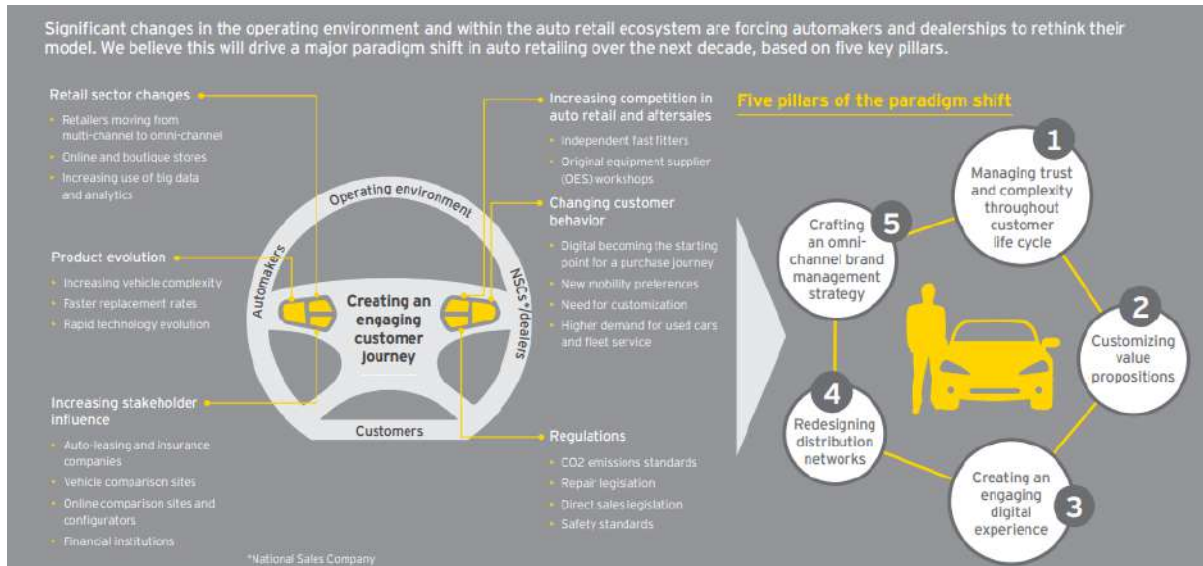 Significant changes in the operating environment and within the auto retail ecosystem are forcing automakers and dealerships to rethink their
model. We believe this will drive a major paradigm shift in auto retailing over the next decade, based on five key pillars.
Retail sector changes
• Retailers moving from
multi-channel to omni-channel
• Online and boutique stores
• Increasing use of big data
and analytics
Product evolution
• Increasing vehicle complexity
• Faster replacement rates
• Rapid technology evolution
Increasing stakeholder
influence
• Auto-leasing and insurance
companies
• Vehicle comparison sites
• Online comparison sites and
configurators
• Financial institutions
Operating environment
Automakers
NSCs*/dealers
Customers
Creating an
engaging
customer
journey
Increasing competition in
auto retail and aftersales
• Independent fast fitters
• Original equipment supplier
(OES) workshops
Changing customer
behavior
• Digital becoming the starting
point for a purchase journey
• New mobility preferences
• Need for customization
• Higher demand for used cars
and fleet service
Regulations
• CO2 emissions standards
• Repair legislation
• Direct sales legislation
• Safety standards
*National Sales Company
Five pillars of the paradigm shift
1
Managing trust
and complexity
throughout
customer
life cycle
2
Customizing
value
propositions
3
Creating an
engaging
digital
experience
4
Redesigning
distribution
networks
5
Crafting
an omni-
channel brand
management
strategy